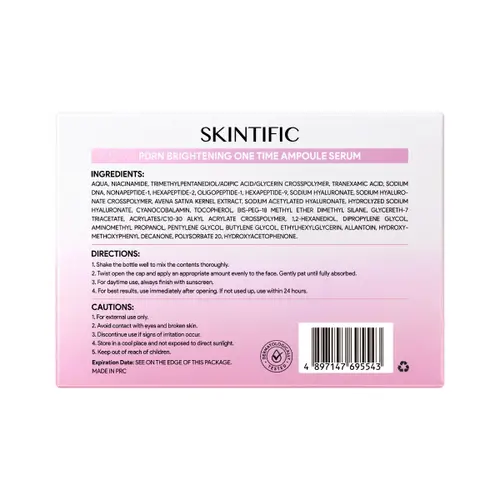 SKINTIFIC
PDRN BRIGHTENING ONE TIME AMPOULE SERUM
INGREDIENTS:
AQUA, NIACINAMIDE, TRIMETHYLPENTANEDIOL/ADIPIC ACID/GLYCERIN CROSSPOLYMER, TRANEXAMIC ACID, SODIUM
DNA, NONAPEPTIDE-1, HEXAPEPTIDE-2, OLIGOPEPTIDE-1, HEXAPEPTIDE-9, SODIUM HYALURONATE, SODIUM HYALURO-
NATE CROSSPOLYMER, AVENA SATIVA KERNEL EXTRACT, SODIUM ACETYLATED HYALURONATE, HYDROLYZED SODIUM
HYALURONATE, CYANOCOBALAMIN, TOCOPHEROL, BIS-PEG-18 METHYL ETHER DIMETHYL SILANE, GLYCERETH-7
TRIACETATE, ACRYLATES/C10-30 ALKYL ACRYLATE CROSSPOLYMER, 1,2-HEXANEDIOL, DIPROPYLENE GLYCOL,
AMINOMETHYL PROPANOL, PENTYLENE GLYCOL, BUTYLENE GLYCOL, ETHYLHEXYLGLYCERIN, ALLANTOIN, HYDROXY-
METHOXYPHENYL DECANONE, POLYSORBATE 20, HYDROXYACETOPHENONE.
DIRECTIONS:
1. Shake the bottle well to mix the contents thoroughly.
2. Twist open the cap and apply an appropriate amount evenly to the face. Gently pat until fully absorbed.
3. For daytime use, always finish with sunscreen.
4. For best results, use immediately after opening. If not used up, use within 24 hours.
CAUTIONS:
1. For external use only.
2. Avoid contact with eyes and broken skin.
3. Discontinue use if signs of irritation occur.
4. Store in a cool place and not exposed to direct sunlight.
5. Keep out of reach of children.
Expiration Date: SEE ON THE EDGE OF THIS PACKAGE.
MADE IN PRC
DERMATOLOGICALLY
TESTED
4 897147 695543